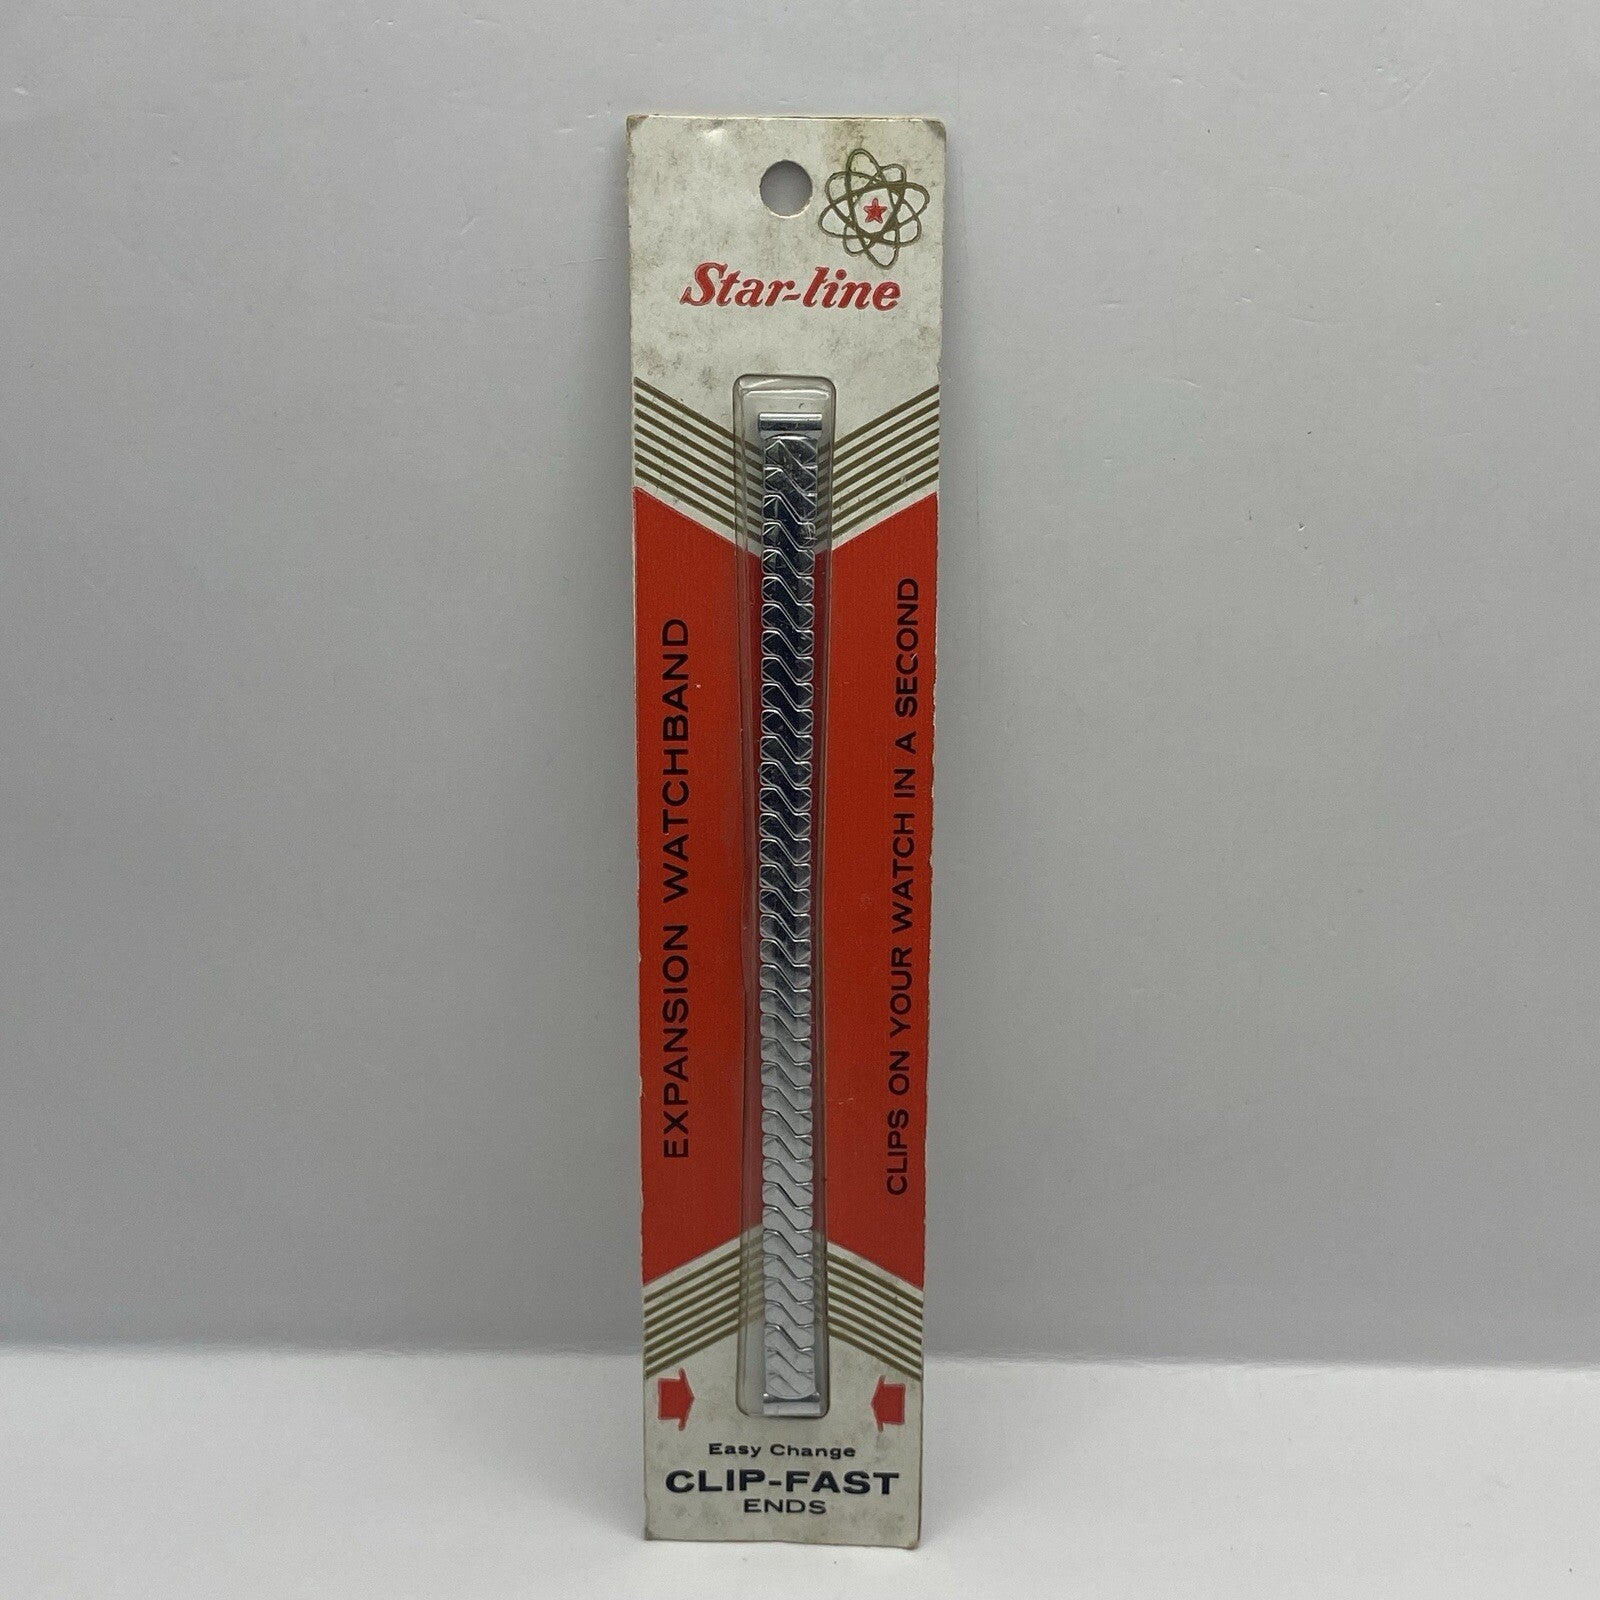 Star-line
EXPANSION WATCHBAND
CLIPS ON YOUR WATCH IN A SECOND
Easy Change
CLIP-FAST
ENDS